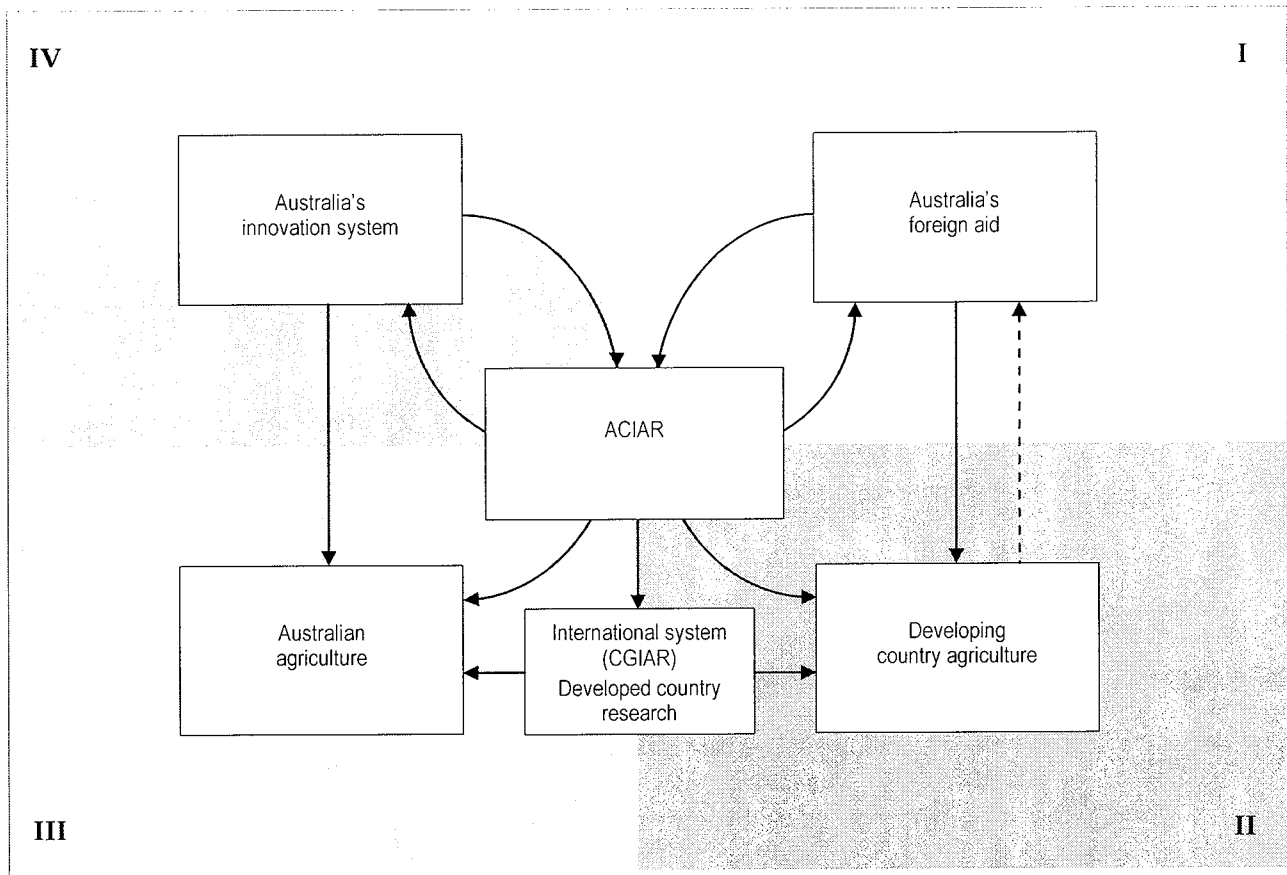 IV
I
Australia's
innovation system
Australia's
foreign aid
ACIAR
Australian
agriculture
International system
(CGIAR)
Developed country
research
Developing
country agriculture
III
II